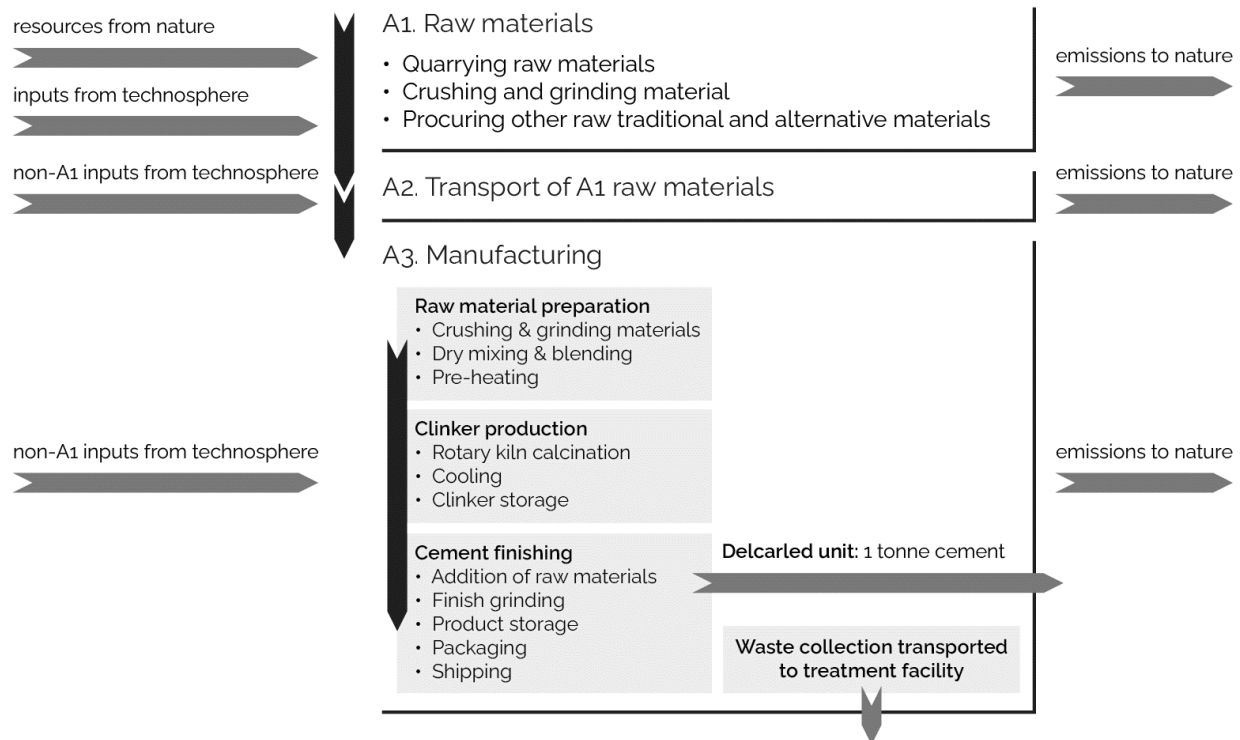 resources from nature
inputs from technosphere
non-A1 inputs from technosphere
non-A1 inputs from technosphere
A1. Raw materials
• Quarrying raw materials
• Crushing and grinding material
• Procuring other raw traditional and alternative materials
A2. Transport of A1 raw materials
A3. Manufacturing
Raw material preparation
• Crushing & grinding materials
• Dry mixing & blending
• Pre-heating
Clinker production
• Rotary kiln calcination
• Cooling
• Clinker storage
Cement finishing
• Addition of raw materials
• Finish grinding
• Product storage
• Packaging
• Shipping
Delcarled unit: 1 tonne cement
Waste collection transported
to treatment facility
emissions to nature
emissions to nature
emissions to nature